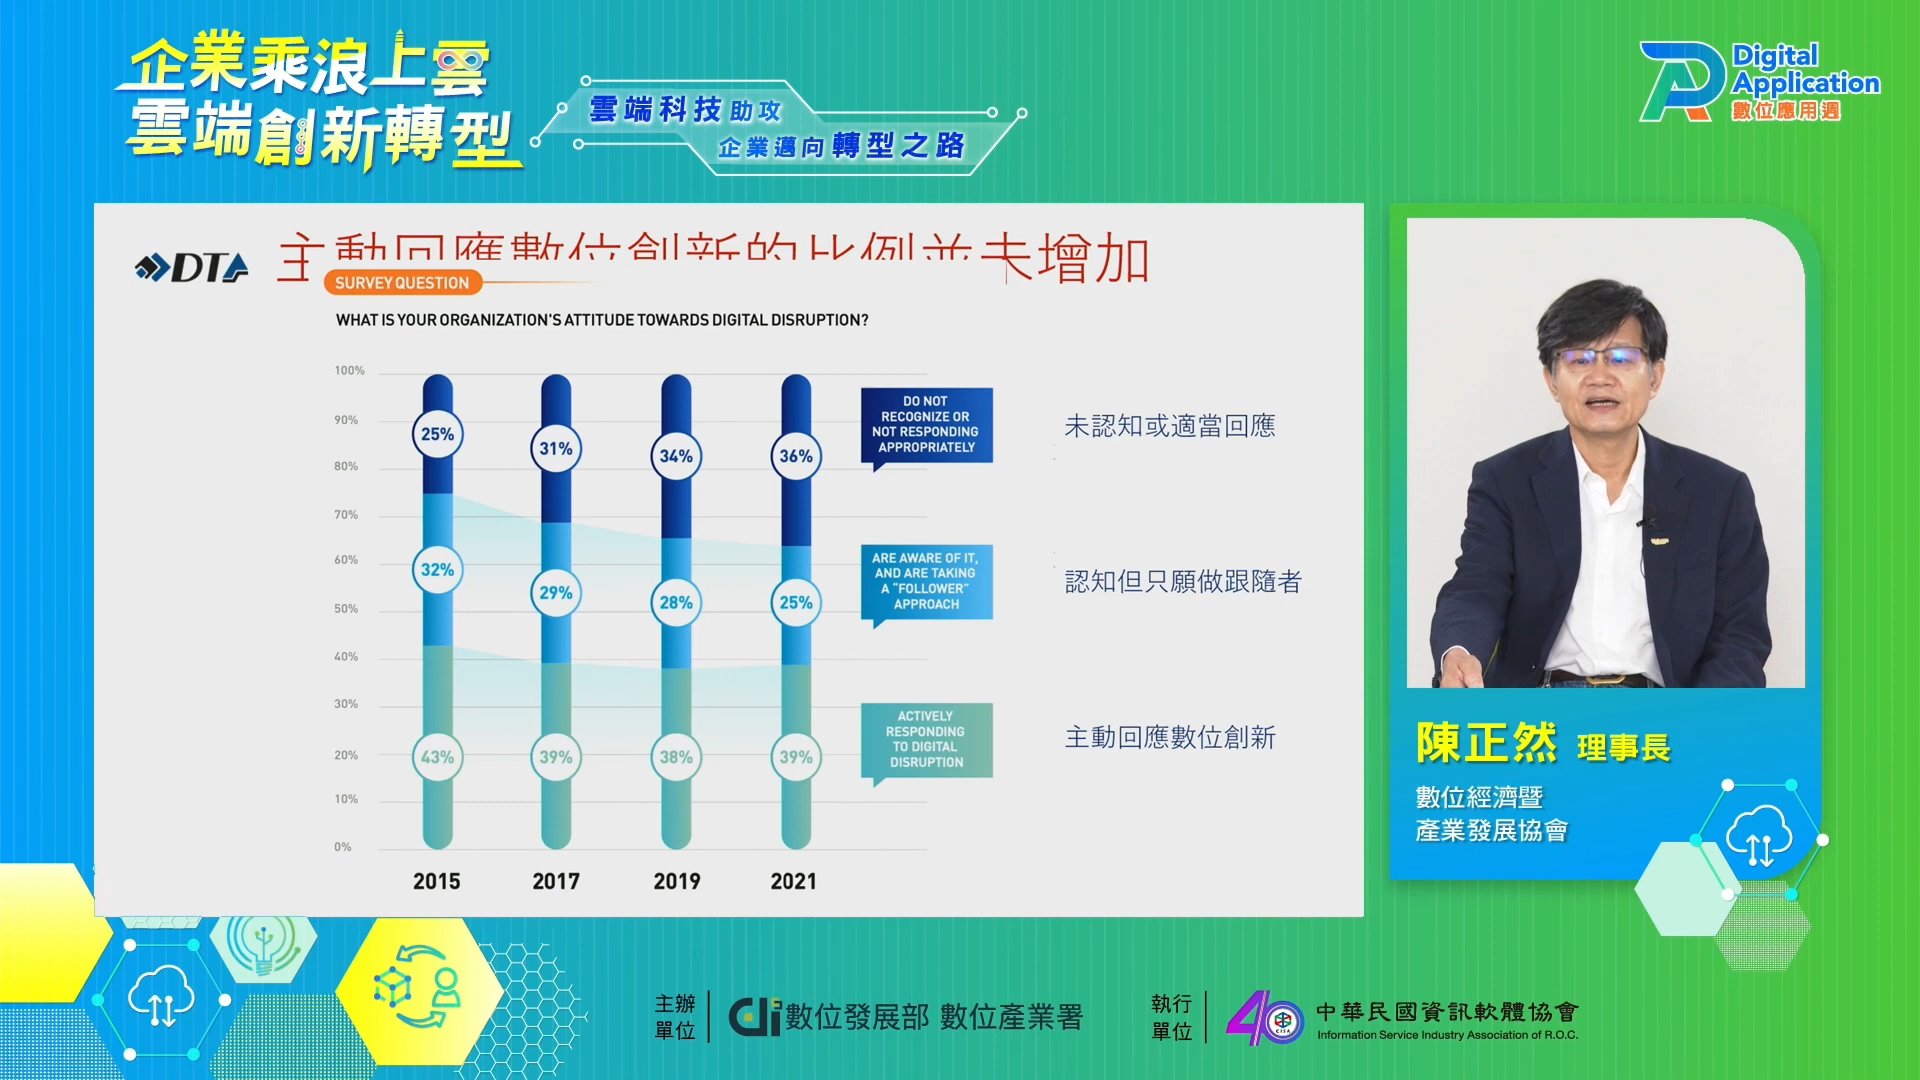 企業乘浪上雲
雲端創新轉型
雲端科技助攻
企業邁向轉型之路
Digital
Application
數位應用週
DTA
主動回應數位創新的比例並未增加
SURVEY QUESTION
WHAT IS YOUR ORGANIZATION'S ATTITUDE TOWARDS DIGITAL DISRUPTION?
100%
90%
80%
70%
60%
50%
40%
30%
20%
10%
0%
25%
31%
34%
36%
32%
29%
28%
25%
43%
39%
38%
39%
2015
2017
2019
2021
DO NOT
RECOGNIZE OR
NOT RESPONDING
APPROPRIATELY
未認知或適當回應
ARE AWARE OF IT,
AND ARE TAKING
A "FOLLOWER"
APPROACH
認知但只願做跟隨者
ACTIVELY
RESPONDING
TO DIGITAL
DISRUPTION
主動回應數位創新
陳正然 理事長
數位經濟暨
產業發展協會
主辦
單位
數位發展部 數位產業署
執行
單位
40
CISA
中華民國資訊軟體協會
Information Service Industry Association of R.O.C.